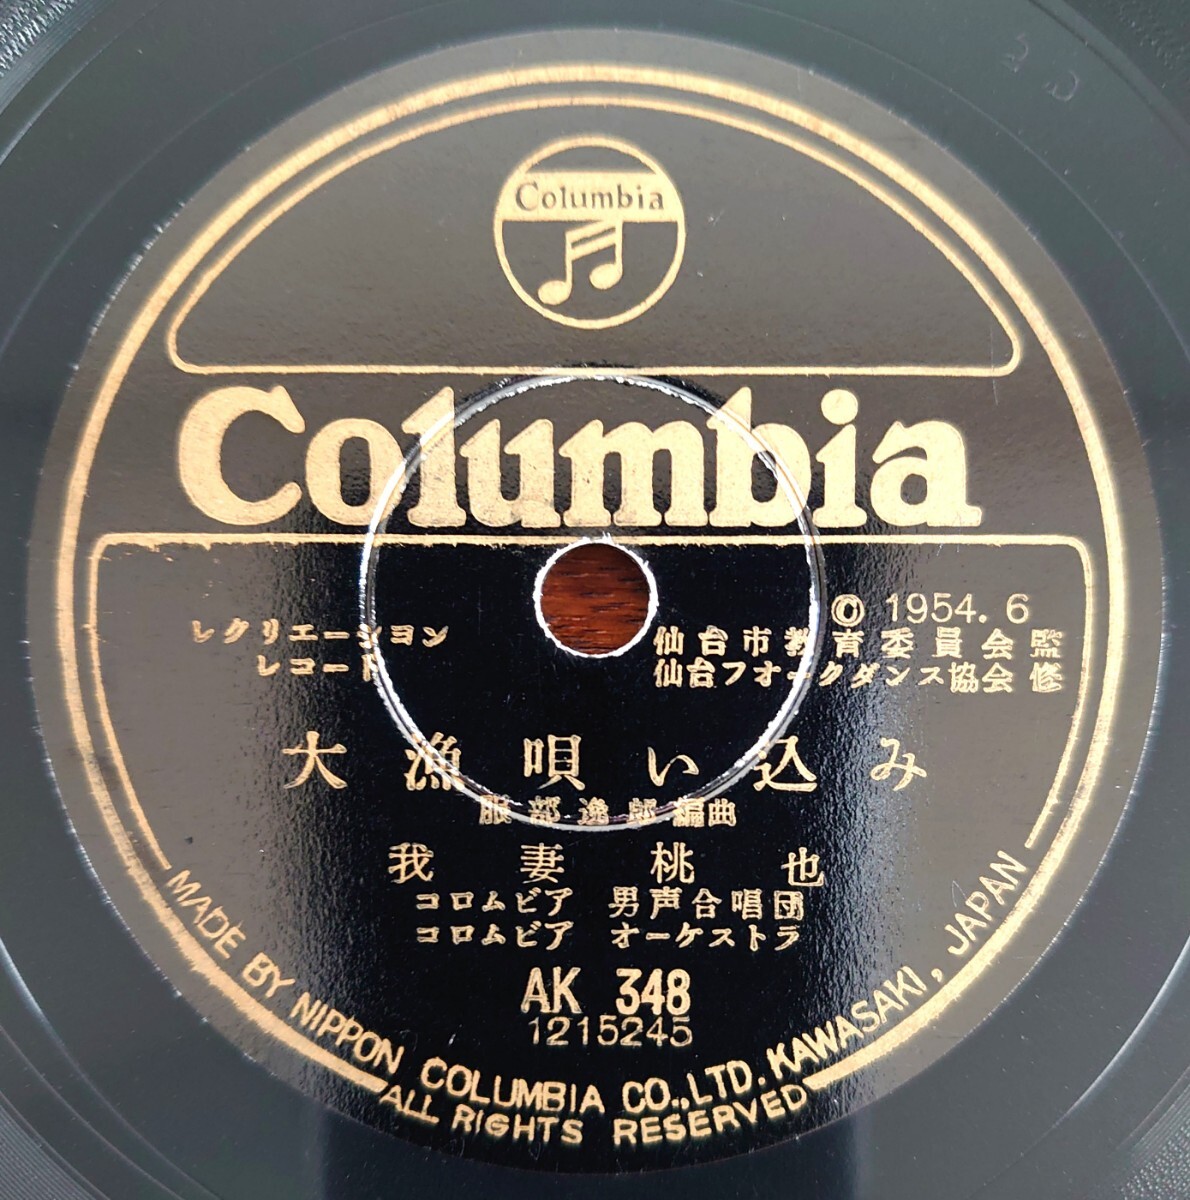 Columbia
Columbia
© 1954. 6
レクリエーシヨン
レコード
仙台市教育委員会監
仙台フオークダンス協会修
大漁唄い込み
服部逸郎編曲
我妻桃也
コロムビア 男声合唱団
コロムビア オーケストラ
AK 348
1215245
MADE BY NIPPON COLUMBIA CO.,LTD. KAWASAKI, JAPAN
ALL RIGHTS RESERVED